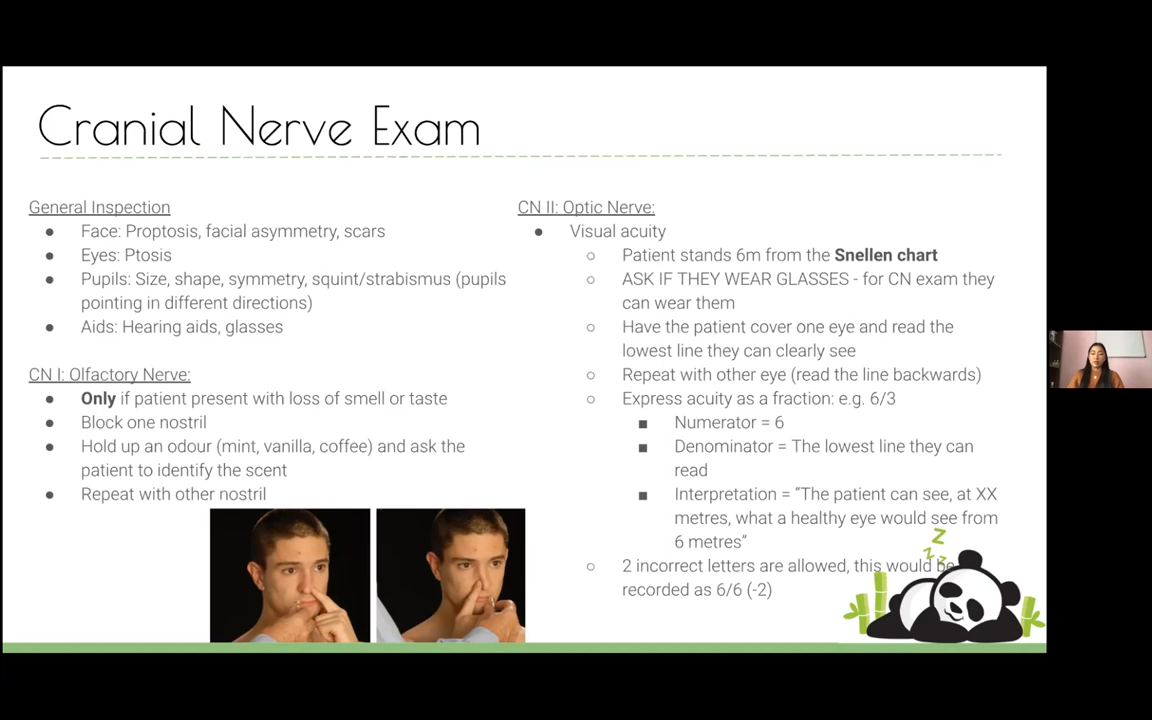 Cranial Nerve Exam
General Inspection
● Face: Proptosis, facial asymmetry, scars
● Eyes: Ptosis
● Pupils: Size, shape, symmetry, squint/strabismus (pupils
pointing in different directions)
● Aids: Hearing aids, glasses
CN I: Olfactory Nerve:
● Only if patient present with loss of smell or taste
● Block one nostril
● Hold up an odour (mint, vanilla, coffee) and ask the
patient to identify the scent
● Repeat with other nostril
CN II: Optic Nerve:
● Visual acuity
○ Patient stands 6m from the Snellen chart
○ ASK IF THEY WEAR GLASSES - for CN exam they
can wear them
○ Have the patient cover one eye and read the
lowest line they can clearly see
○ Repeat with other eye (read the line backwards)
○ Express acuity as a fraction: e.g. 6/3
■ Numerator = 6
■ Denominator = The lowest line they can
read
■ Interpretation = “The patient can see, at XX
metres, what a healthy eye would see from
6 metres”
○ 2 incorrect letters are allowed, this would be
recorded as 6/6 (-2)
z
z
z